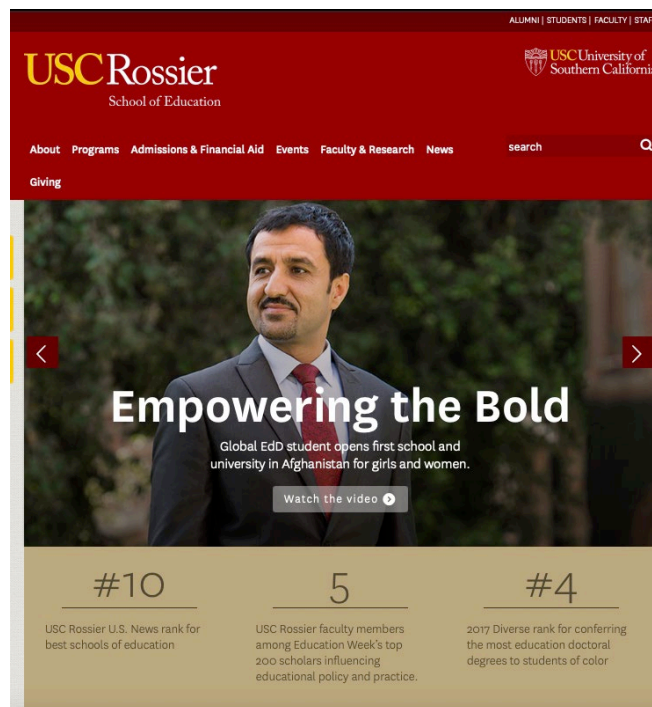 ALUMNI | STUDENTS | FACULTY | STAF
USC Rossier
School of Education
USC University of
Southern California
About Programs Admissions & Financial Aid Events Faculty & Research News
search
Giving
Empowering the Bold
Global EdD student opens first school and
university in Afghanistan for girls and women.
Watch the video
#10
USC Rossier U.S. News rank for
best schools of education
5
USC Rossier faculty members
among Education Week's top
200 scholars influencing
educational policy and practice.
#4
2017 Diverse rank for conferring
the most education doctoral
degrees to students of color